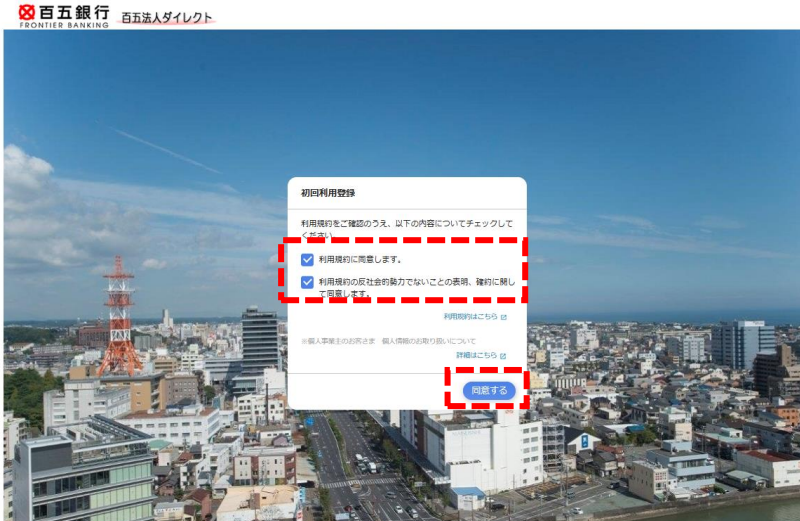 百五銀行
FRONTIER BANKING
百五法人ダイレクト
初回利用登録
利用規約をご確認のうえ、以下の内容についてチェックして
ください
利用規約に同意します。
利用規約の反社会的勢力でないことの表明、確約に関し
て同意します。
利用規約はこちら
※個人事業主のお客さま 個人情報のお取り扱いについて
詳細はこちら
同意する